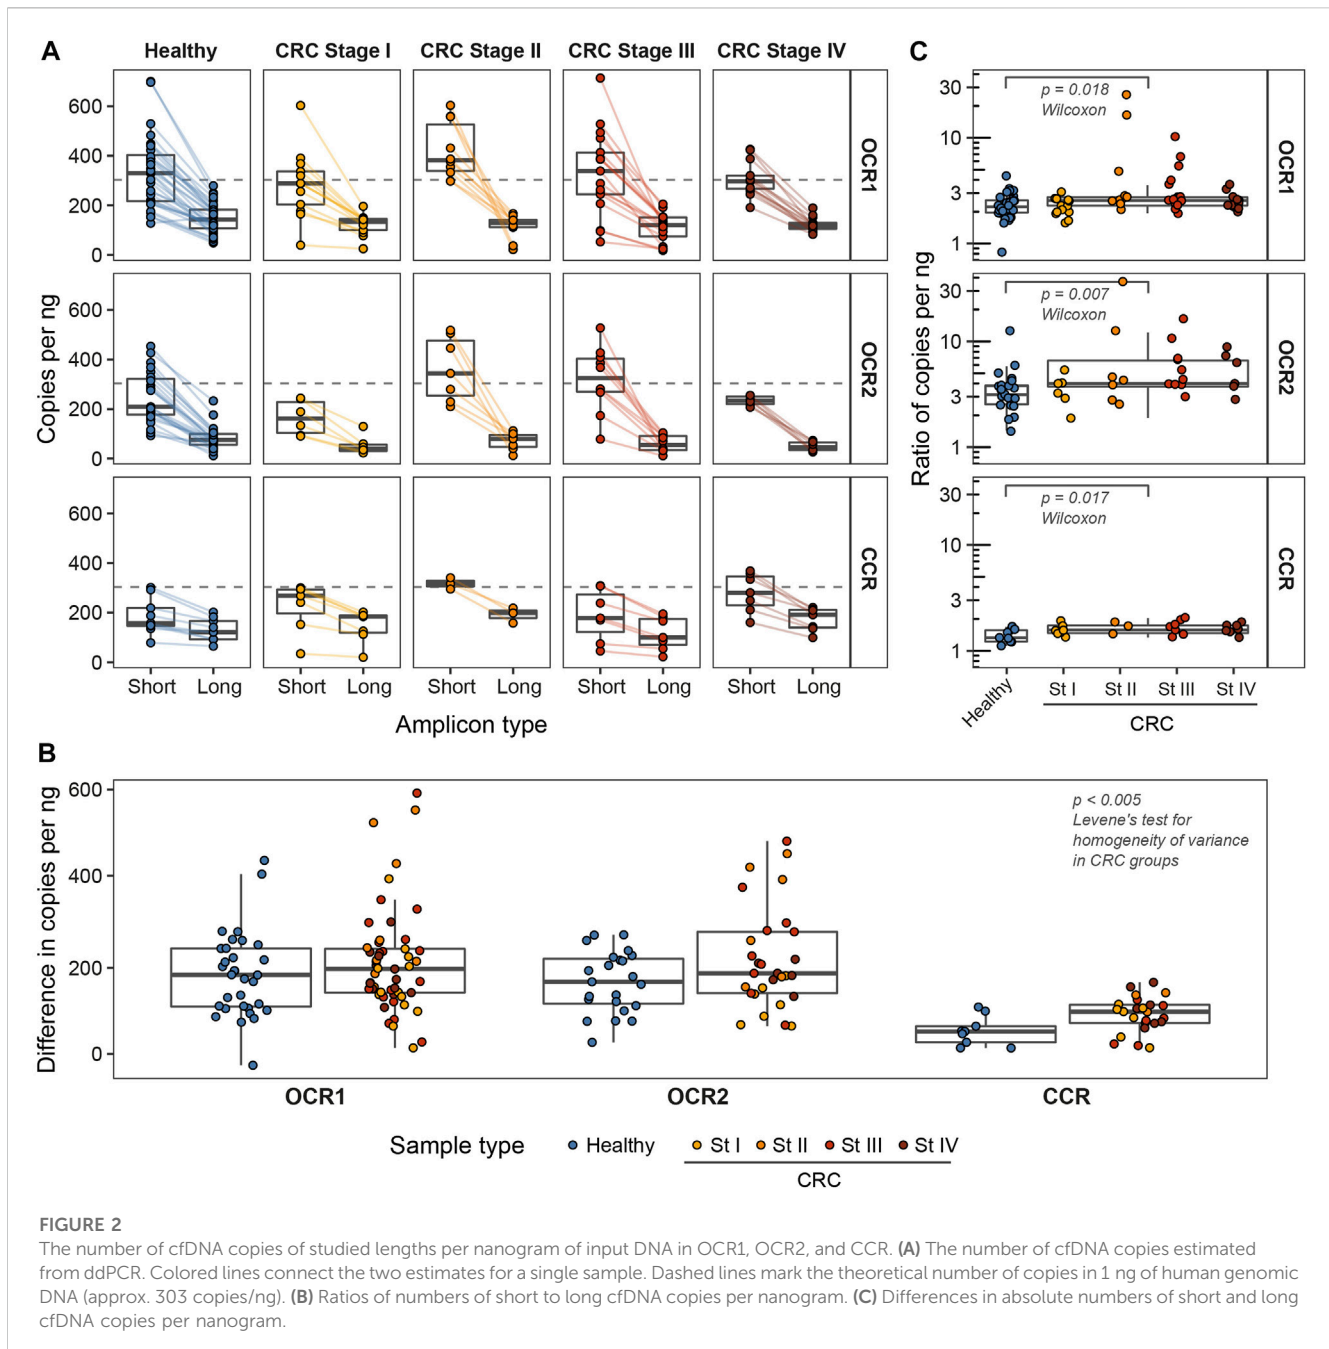 A
Healthy
CRC Stage I
CRC Stage II
CRC Stage III
CRC Stage IV
Copies per ng
600
400
200
0
OCR1
600
400
200
0
OCR2
600
400
200
0
CCR
Short Long
Short Long
Short Long
Short Long
Short Long
Amplicon type
C
Ratio of copies per ng
30
10
3
1
p = 0.018
Wilcoxon
OCR1
30
10
3
1
p = 0.007
Wilcoxon
OCR2
30
10
3
1
p = 0.017
Wilcoxon
CCR
Healthy
St I
St II
St III
St IV
CRC
B
Difference in copies per ng
600
400
200
0
p < 0.005
Levene's test for
homogeneity of variance
in CRC groups
OCR1
OCR2
CCR
Sample type Healthy St I St II St III St IV
CRC
FIGURE 2
The number of cfDNA copies of studied lengths per nanogram of input DNA in OCR1, OCR2, and CCR. (A) The number of cfDNA copies estimated
from ddPCR. Colored lines connect the two estimates for a single sample. Dashed lines mark the theoretical number of copies in 1 ng of human genomic
DNA (approx. 303 copies/ng). (B) Ratios of numbers of short to long cfDNA copies per nanogram. (C) Differences in absolute numbers of short and long
cfDNA copies per nanogram.